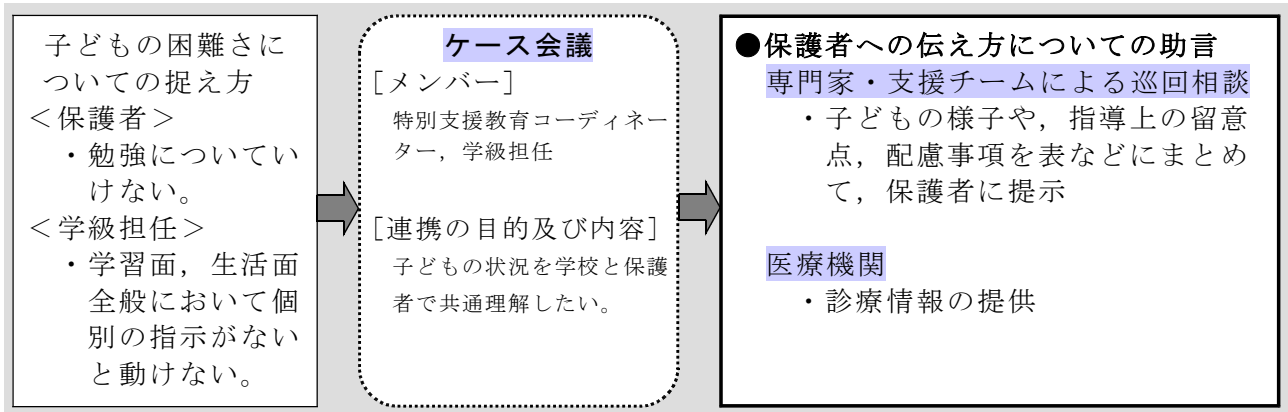 子どもの困難さに
ついての捉え方
＜保護者＞
・勉強についてい
けない。
＜学級担任＞
・学習面，生活面
全般において個
別の指示がない
と動けない。
ケース会議
［メンバー］
特別支援教育コーディネー
ター，学級担任
［連携の目的及び内容］
子どもの状況を学校と保護
者で共通理解したい。
●保護者への伝え方についての助言
専門家・支援チームによる巡回相談
・子どもの様子や，指導上の留意
点，配慮事項を表などにまとめ
て，保護者に提示
医療機関
・診療情報の提供